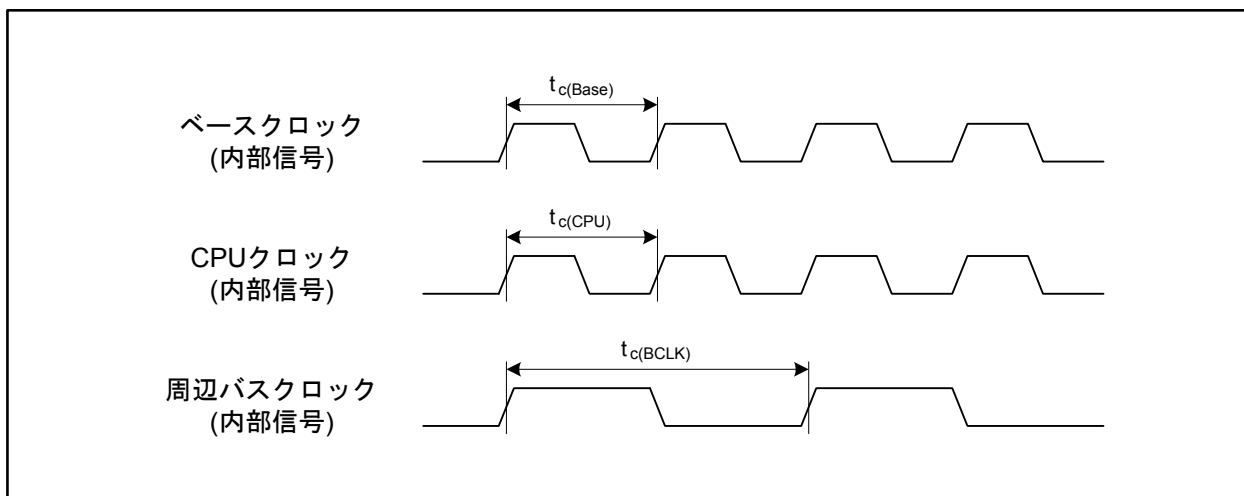 t c(Base)
ベースクロック
(内部信号)
t c(CPU)
CPUクロック
(内部信号)
t c(BCLK)
周辺バスクロック
(内部信号)